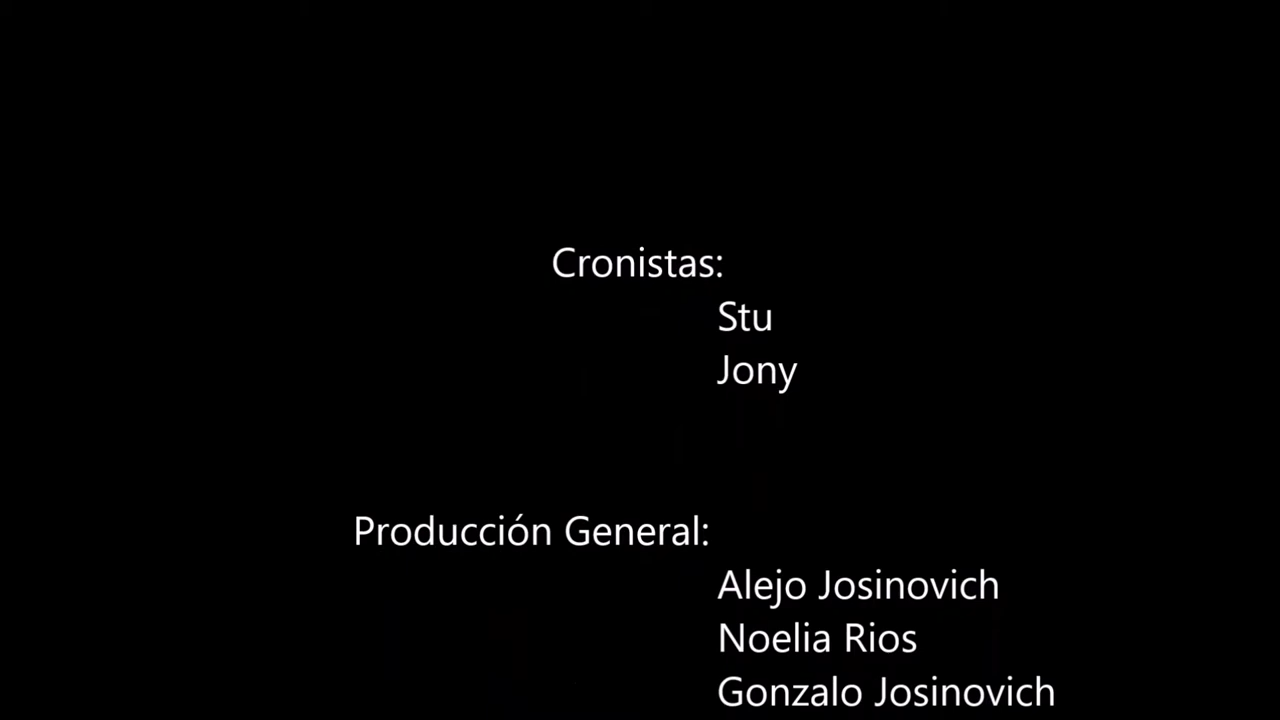 Cronistas:
Stu
Jony
Producción General:
Alejo Josinovich
Noelia Rios
Gonzalo Josinovich